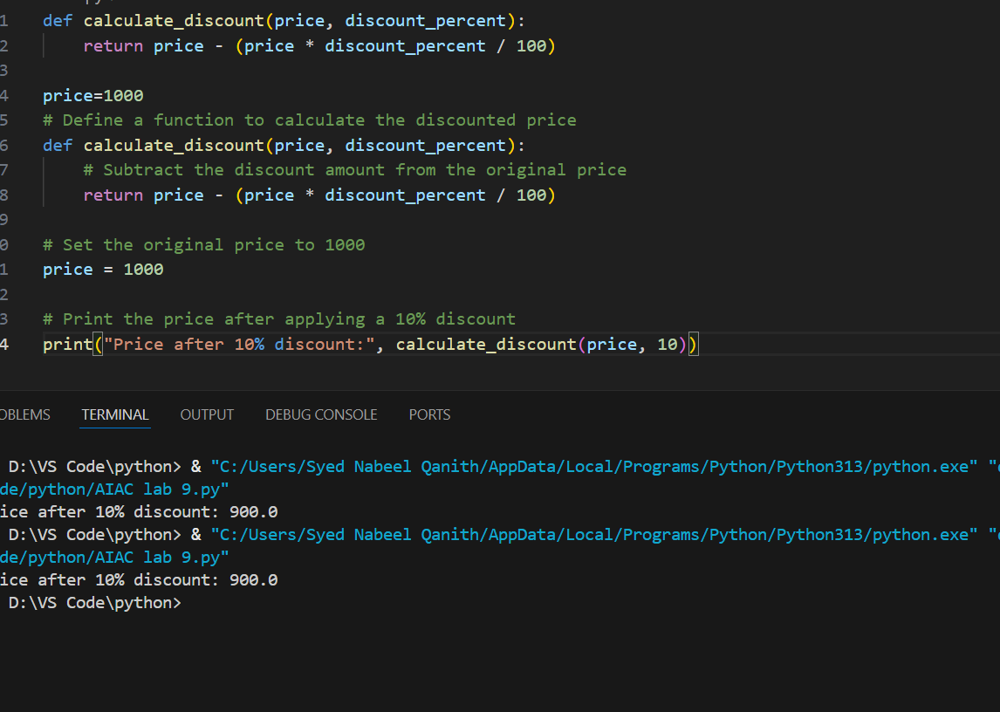 1 def calculate_discount(price, discount_percent):
2     return price - (price * discount_percent / 100)
3
4 price=1000
5 # Define a function to calculate the discounted price
6 def calculate_discount(price, discount_percent):
7     # Subtract the discount amount from the original price
8     return price - (price * discount_percent / 100)
9
0 # Set the original price to 1000
1 price = 1000
2
3 # Print the price after applying a 10% discount
4 print("Price after 10% discount:", calculate_discount(price, 10))
OBLEMS TERMINAL OUTPUT DEBUG CONSOLE PORTS
D:\VS Code\python> & "C:/Users/Syed Nabeel Qanith/AppData/Local/Programs/Python/Python313/python.exe" "
de/python/AIAC lab 9.py"
ice after 10% discount: 900.0
D:\VS Code\python> & "C:/Users/Syed Nabeel Qanith/AppData/Local/Programs/Python/Python313/python.exe" "
de/python/AIAC lab 9.py"
ice after 10% discount: 900.0
D:\VS Code\python>